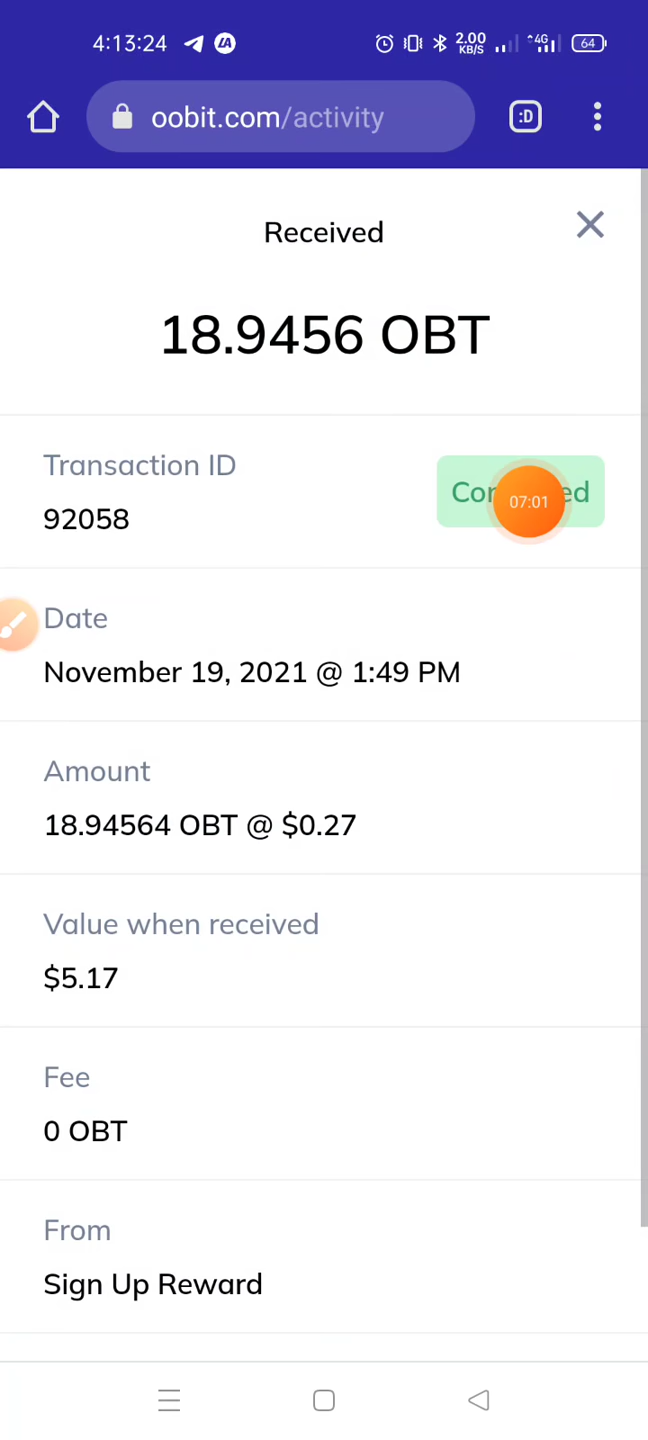 4:13:24 2.00 KB/S 4G 64
oobit.com/activity :D
Received
18.9456 OBT
Transaction ID
92058
07:01
Date
November 19, 2021 @ 1:49 PM
Amount
18.94564 OBT @ $0.27
Value when received
$5.17
Fee
0 OBT
From
Sign Up Reward